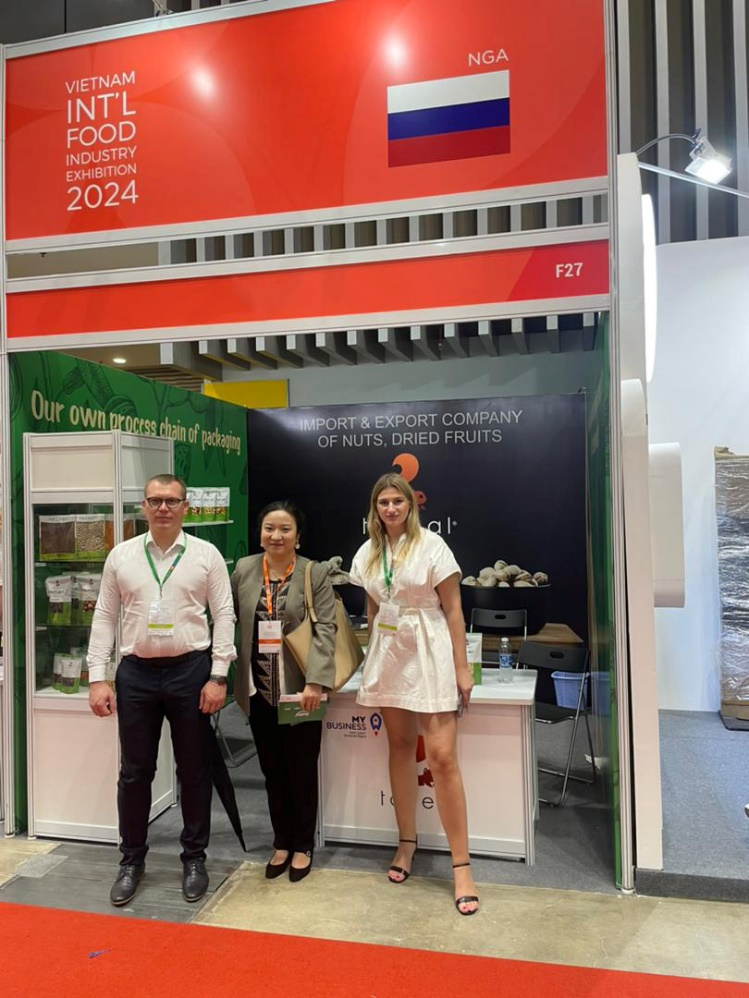 VIETNAM
INT'L
FOOD
INDUSTRY
EXHIBITION
2024
NGA
F27
Our own process chain of packaging
IMPORT & EXPORT COMPANY
OF NUTS, DRIED FRUITS
MY
BUSINESS